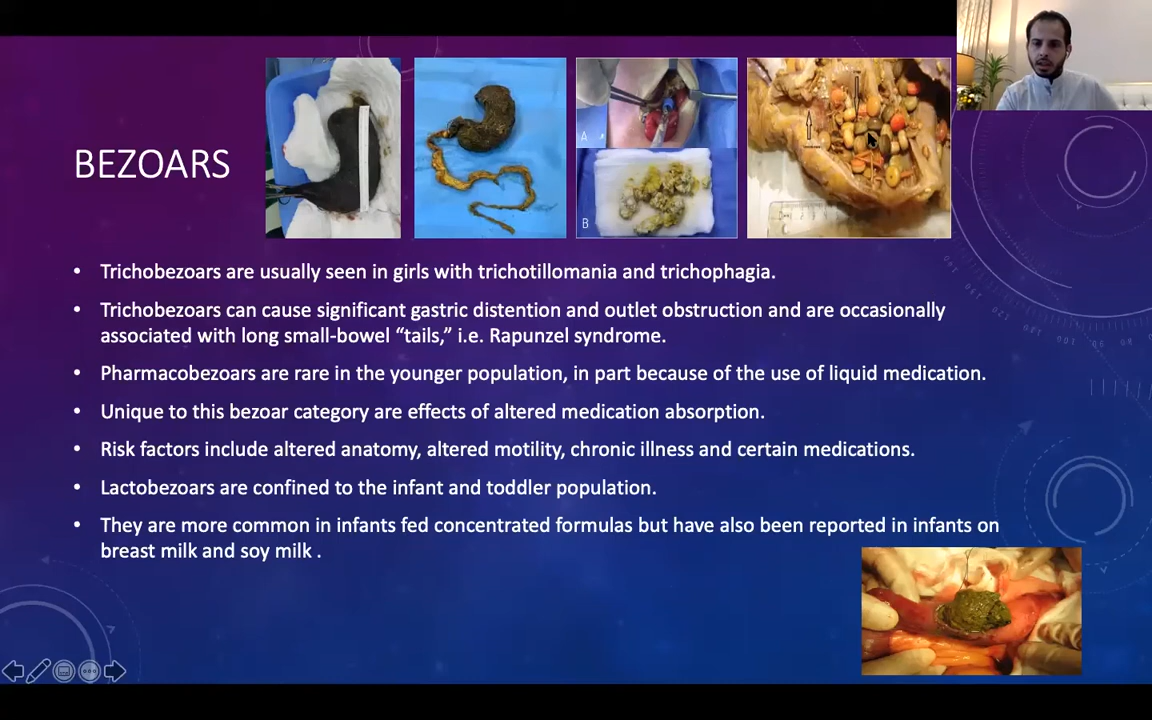 BEZOARS
A
B
• Trichobezoars are usually seen in girls with trichotillomania and trichophagia.
• Trichobezoars can cause significant gastric distention and outlet obstruction and are occasionally
associated with long small-bowel “tails,” i.e. Rapunzel syndrome.
• Pharmacobezoars are rare in the younger population, in part because of the use of liquid medication.
• Unique to this bezoar category are effects of altered medication absorption.
• Risk factors include altered anatomy, altered motility, chronic illness and certain medications.
• Lactobezoars are confined to the infant and toddler population.
• They are more common in infants fed concentrated formulas but have also been reported in infants on
breast milk and soy milk .